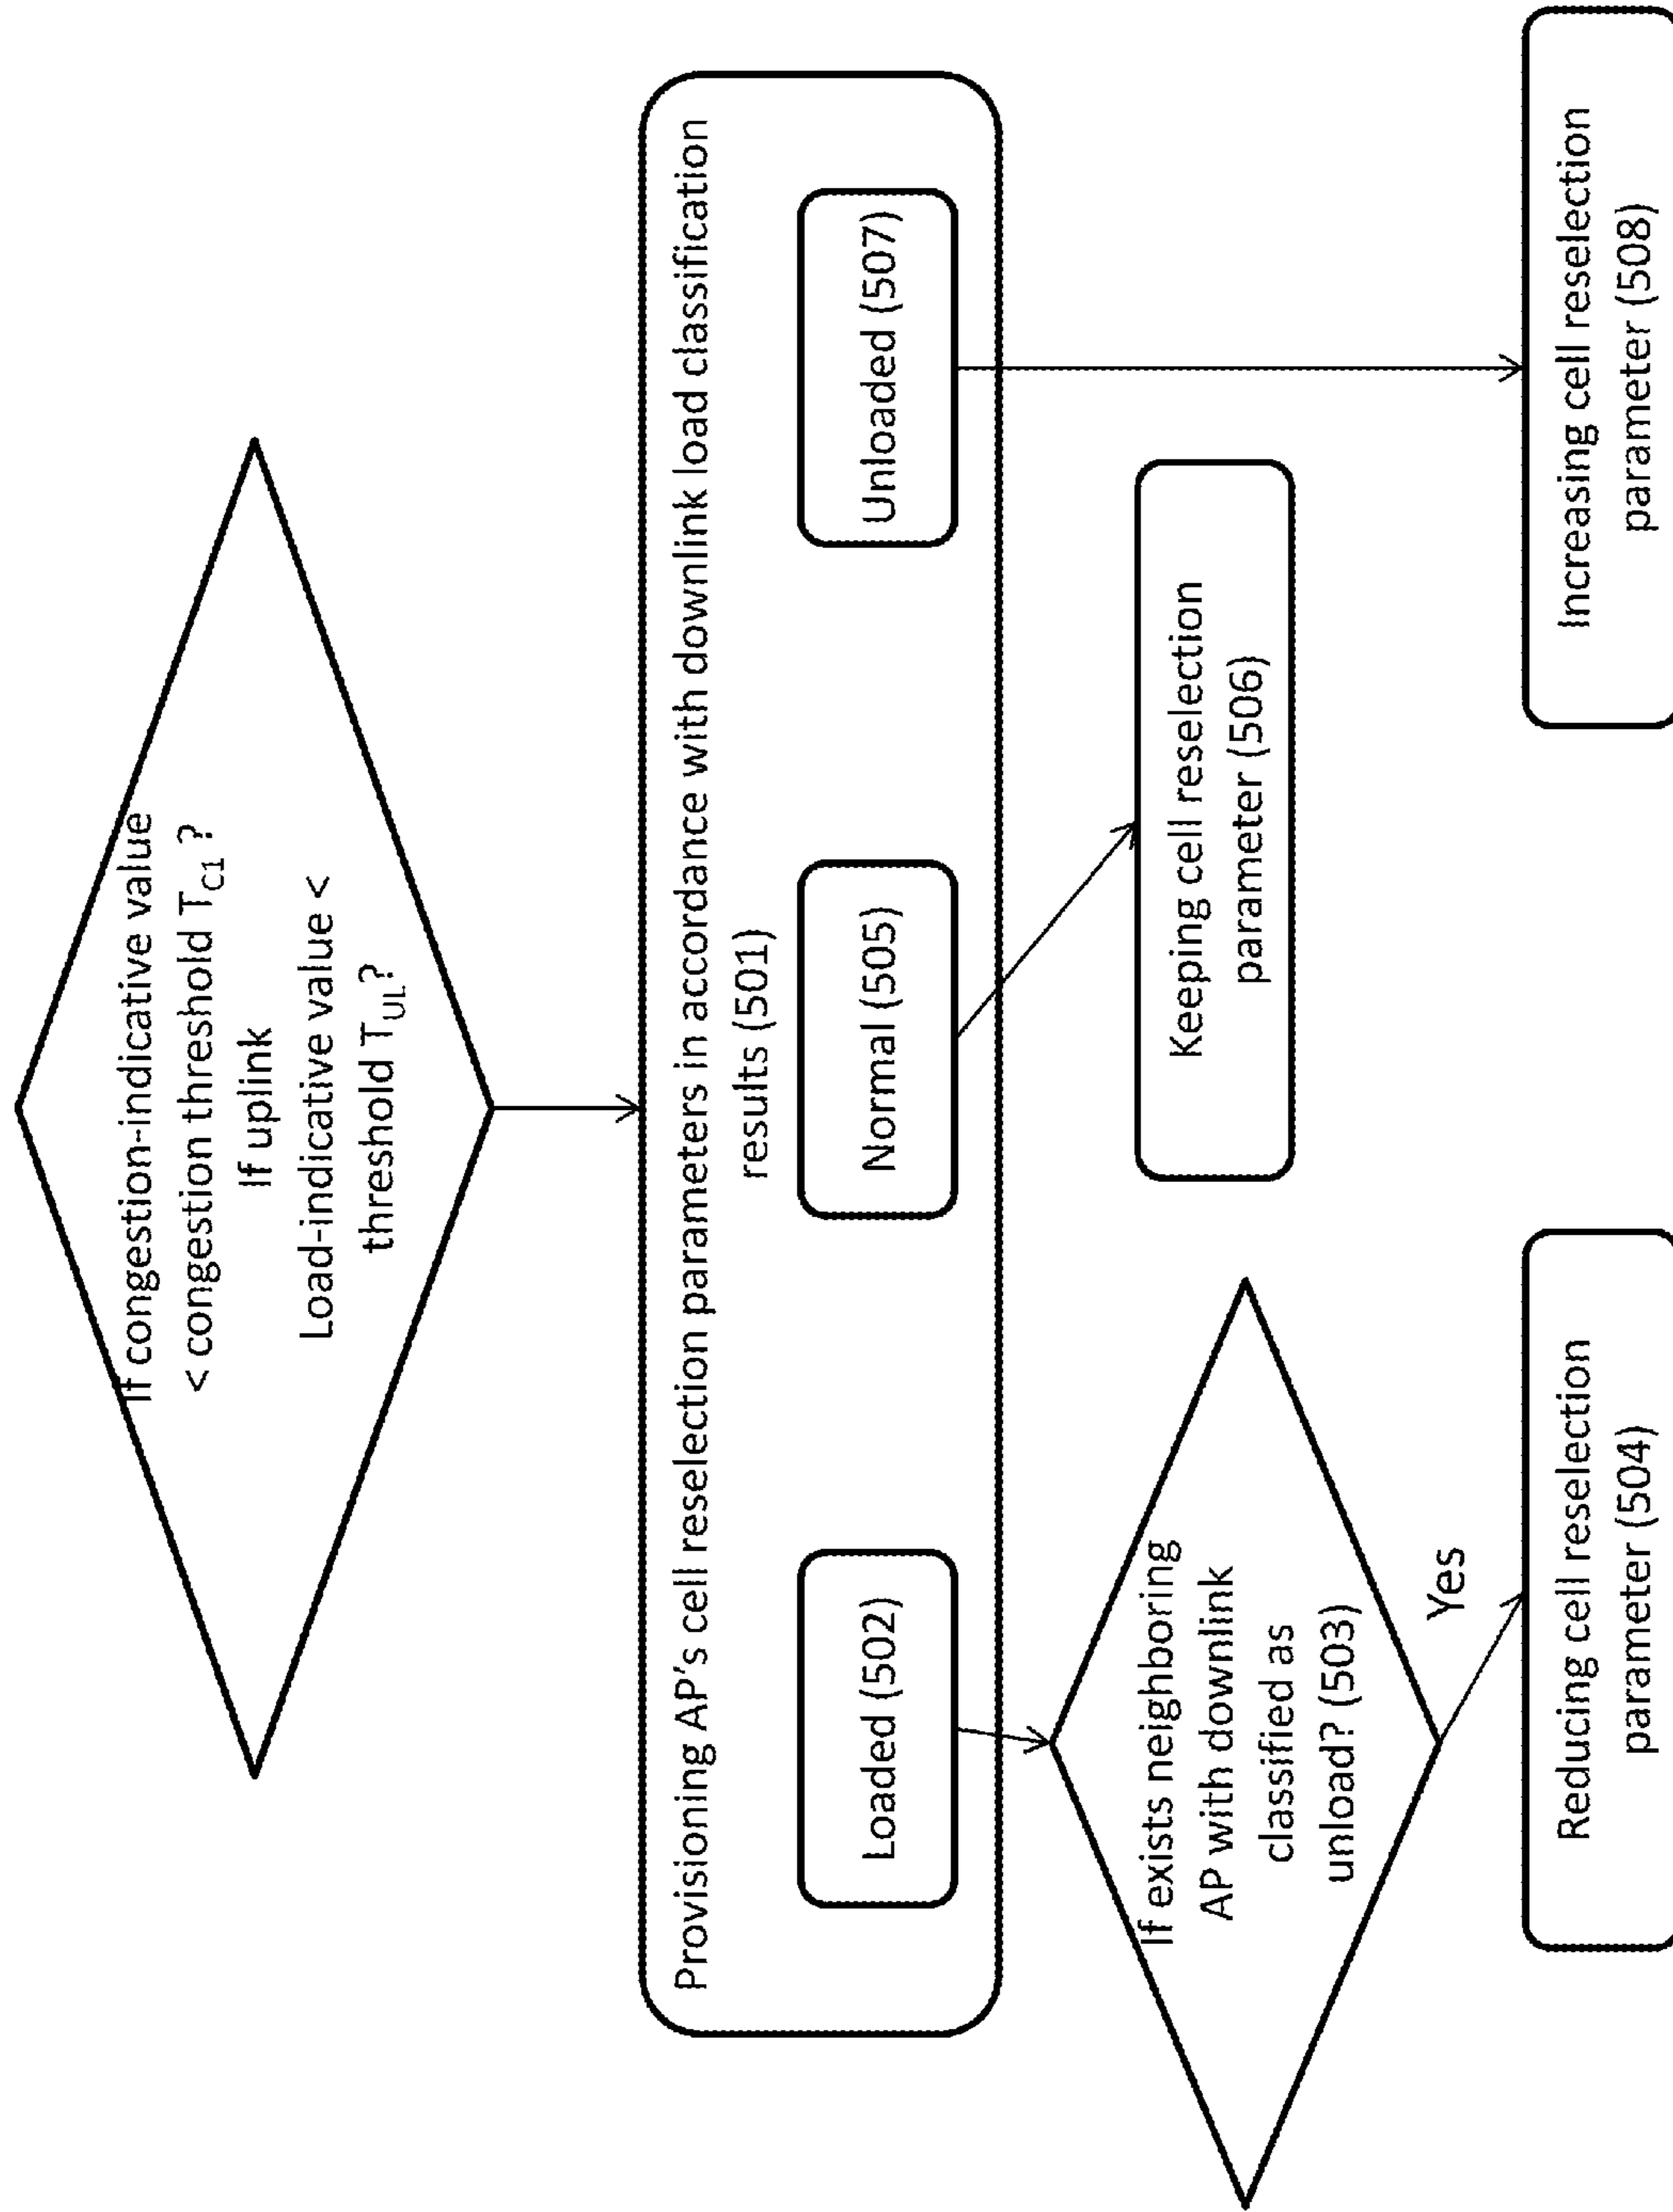 If congestion-indicative value
< congestion threshold T_C1 ?
If uplink
Load-indicative value <
threshold T_UL?
Provisioning AP's cell reselection parameters in accordance with downlink load classification
results (501)
Loaded (502)
Normal (505)
Unloaded (507)
If exists neighboring
AP with downlink
classified as
unload? (503)
Keeping cell reselection
parameter (506)
Yes
Reducing cell reselection
parameter (504)
Increasing cell reselection
parameter (508)